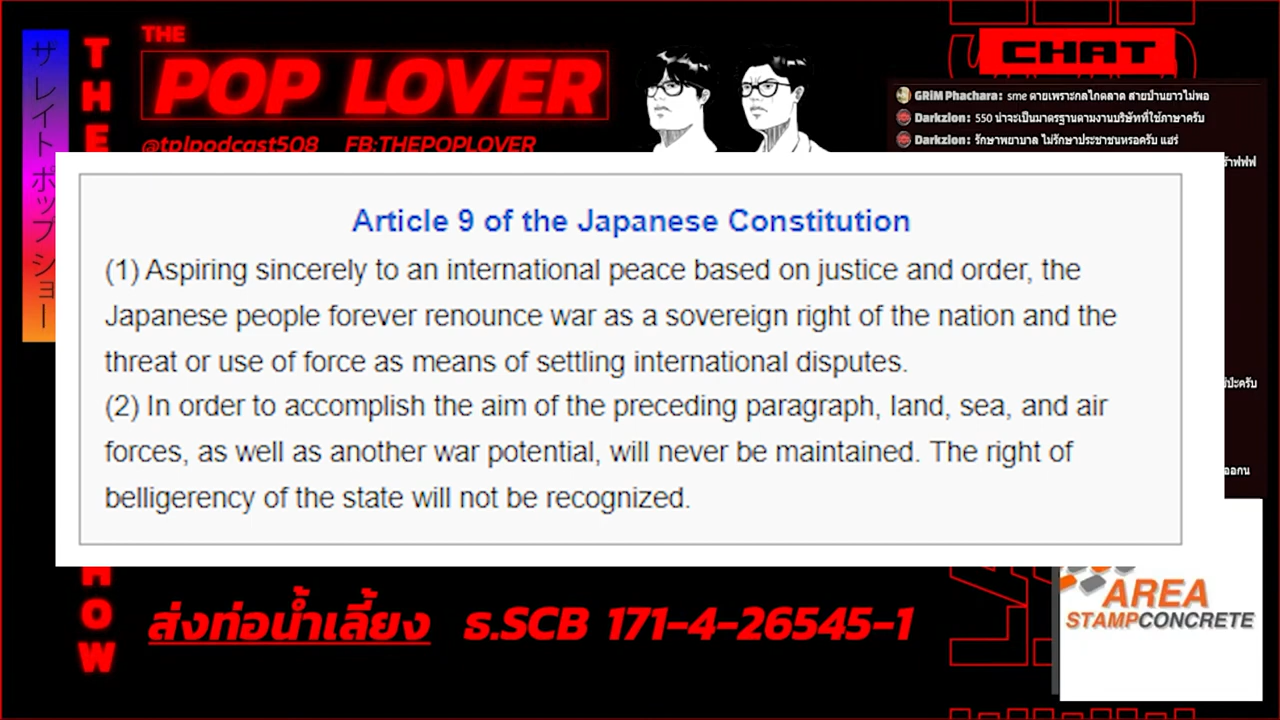 ザレイトポップショー
THE
THE
POP LOVER
@tplpodcast508 FB:THEPOPLOVER
CHAT
GRiM Phachara: sme ตายเพราะกลไกตลาด สายป่านยาวไม่พอ
Darkzion: 550 น่าจะเป็นมาตรฐานตามงานบริษัทที่ใช้ภาษาครับ
Darkzion: รักษาพยาบาล ไม่รักษาประชาชนหรอครับ แฮร่
Article 9 of the Japanese Constitution
(1) Aspiring sincerely to an international peace based on justice and order, the
Japanese people forever renounce war as a sovereign right of the nation and the
threat or use of force as means of settling international disputes.
(2) In order to accomplish the aim of the preceding paragraph, land, sea, and air
forces, as well as another war potential, will never be maintained. The right of
belligerency of the state will not be recognized.
HOW
ส่งท่อน้ำเลี้ยง ธ.SCB 171-4-26545-1
AREA
STAMPCONCRETE